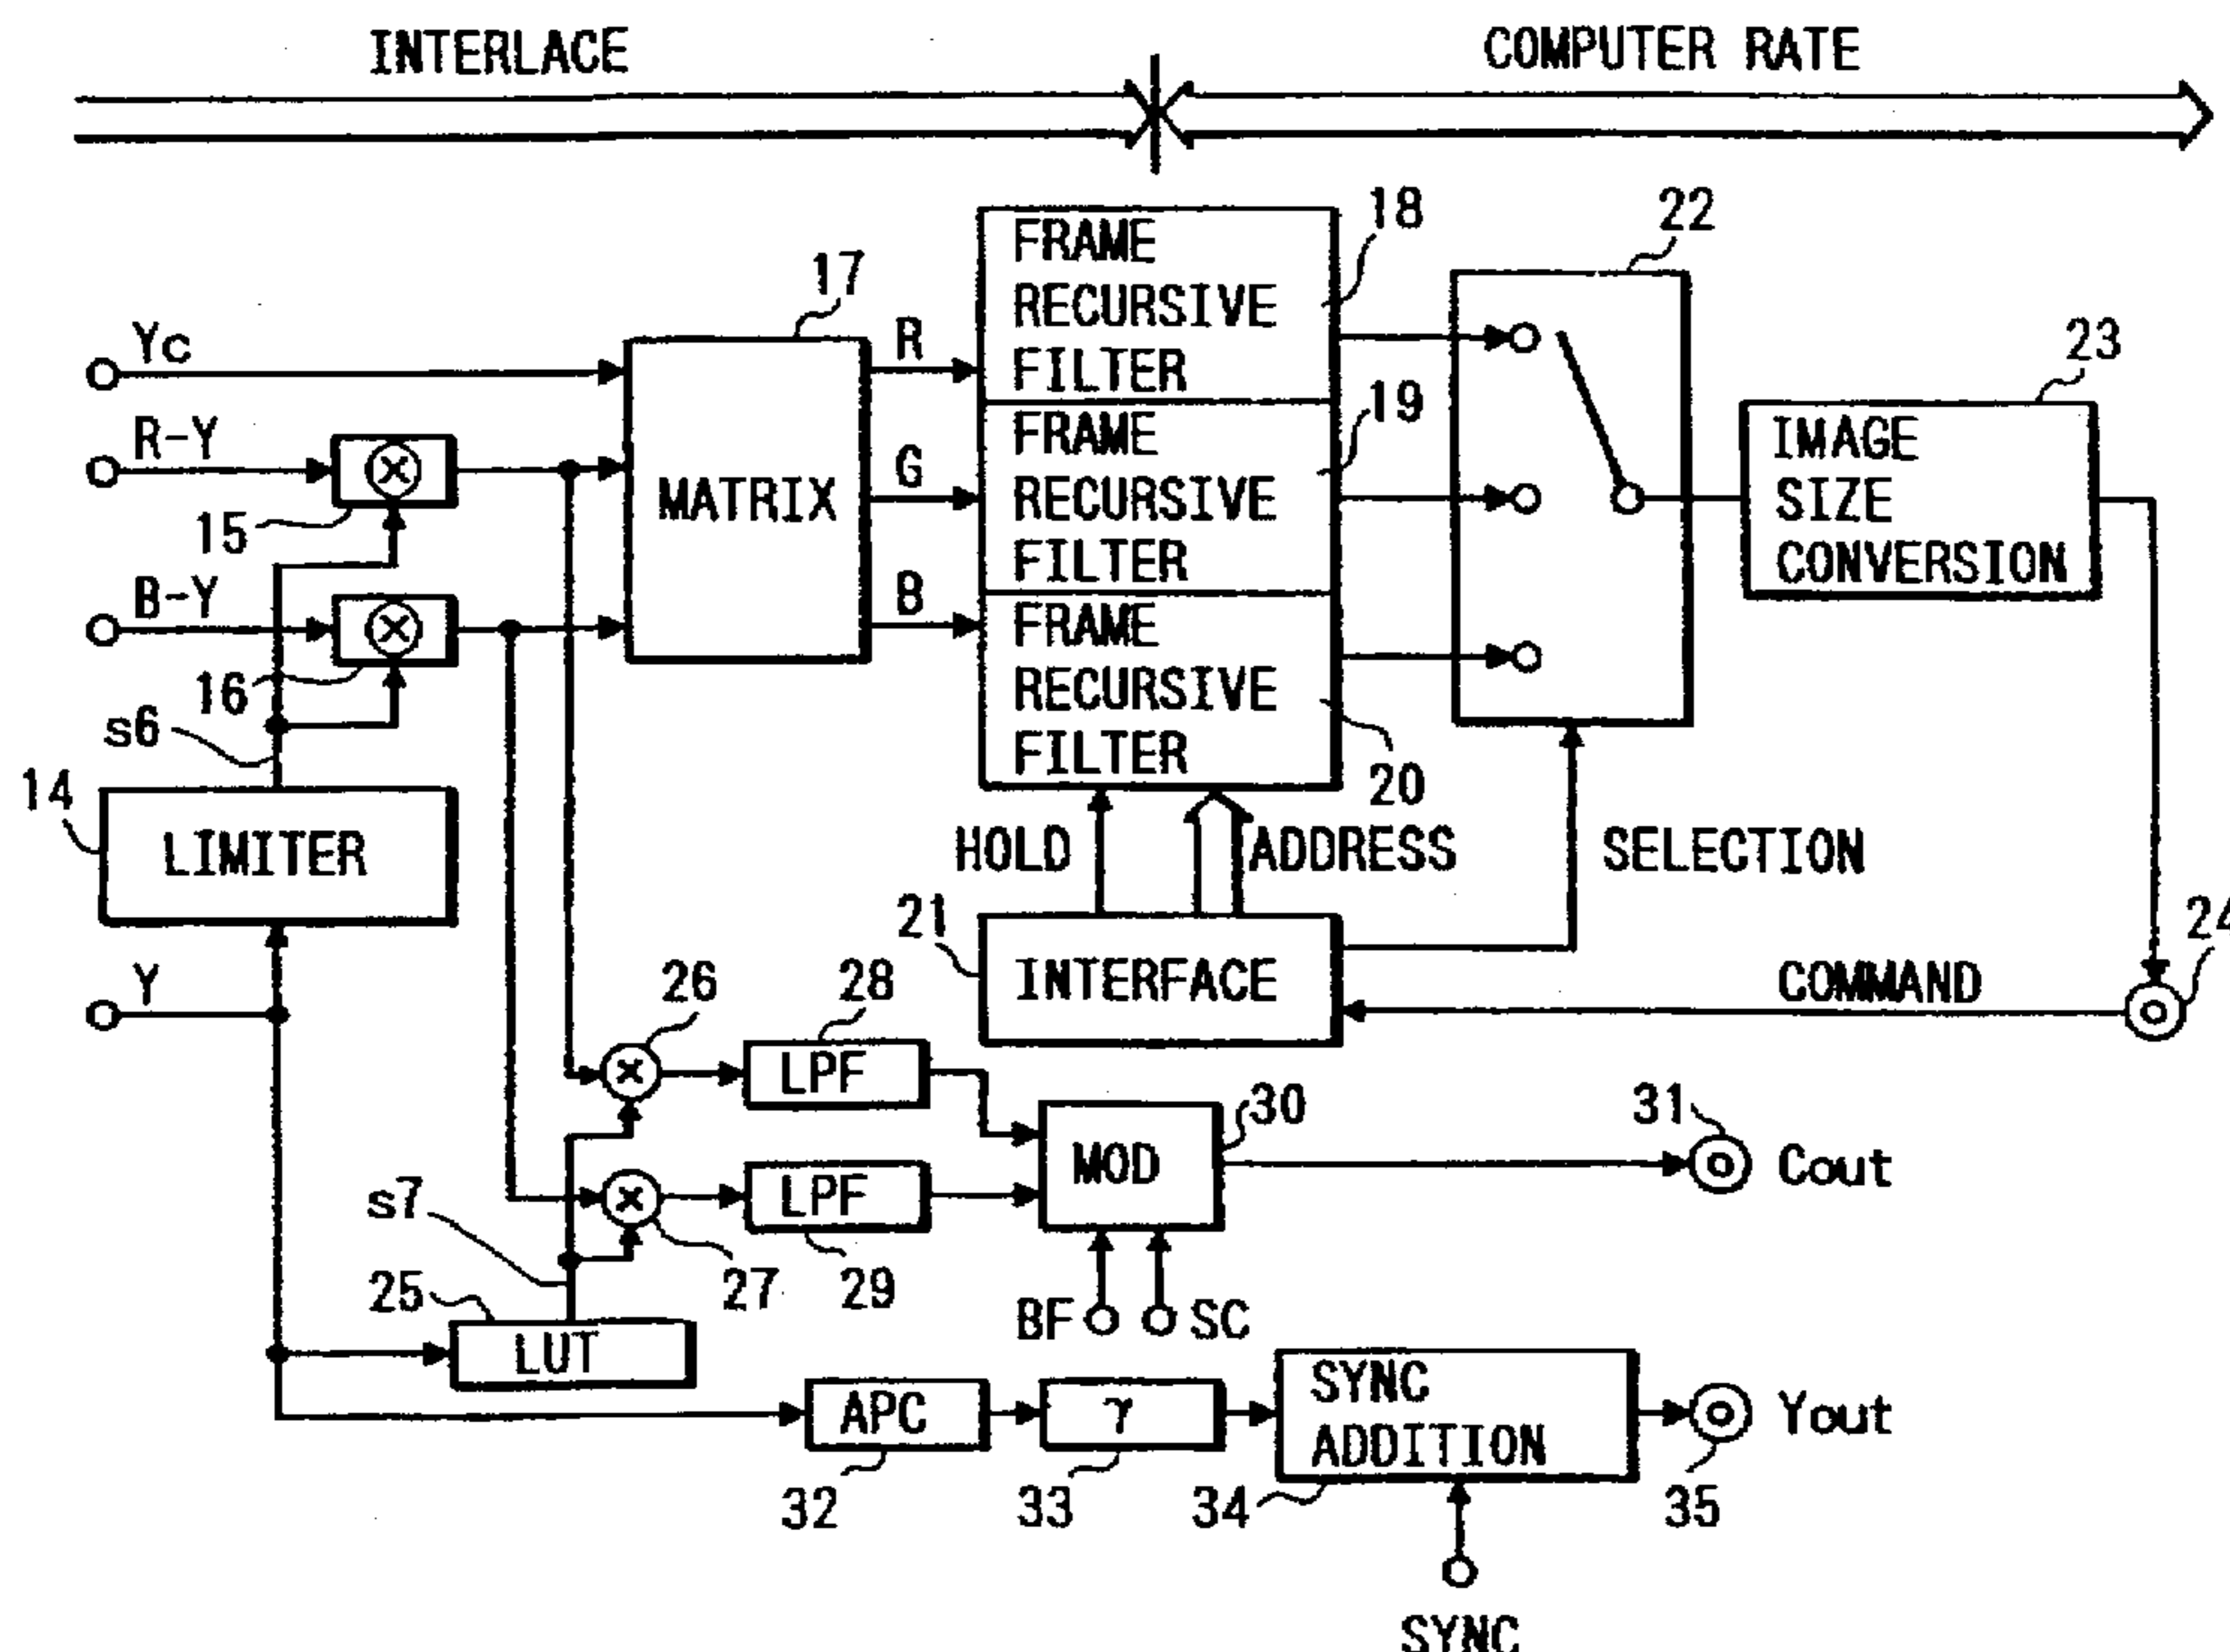 INTERLACE
COMPUTER RATE
Yc
R-Y
B-Y
15
16
s6
14
LIMITER
Y
17
MATRIX
R
G
B
FRAME
RECURSIVE
FILTER
18
FRAME
RECURSIVE
FILTER
19
FRAME
RECURSIVE
FILTER
20
22
23
IMAGE
SIZE
CONVERSION
HOLD
ADDRESS
SELECTION
21
INTERFACE
COMMAND
24
26
28
LPF
s7
27
LPF
29
30
MOD
31
Cout
BF
SC
25
LUT
APC
32
γ
33
SYNC
ADDITION
34
Yout
35
SYNC